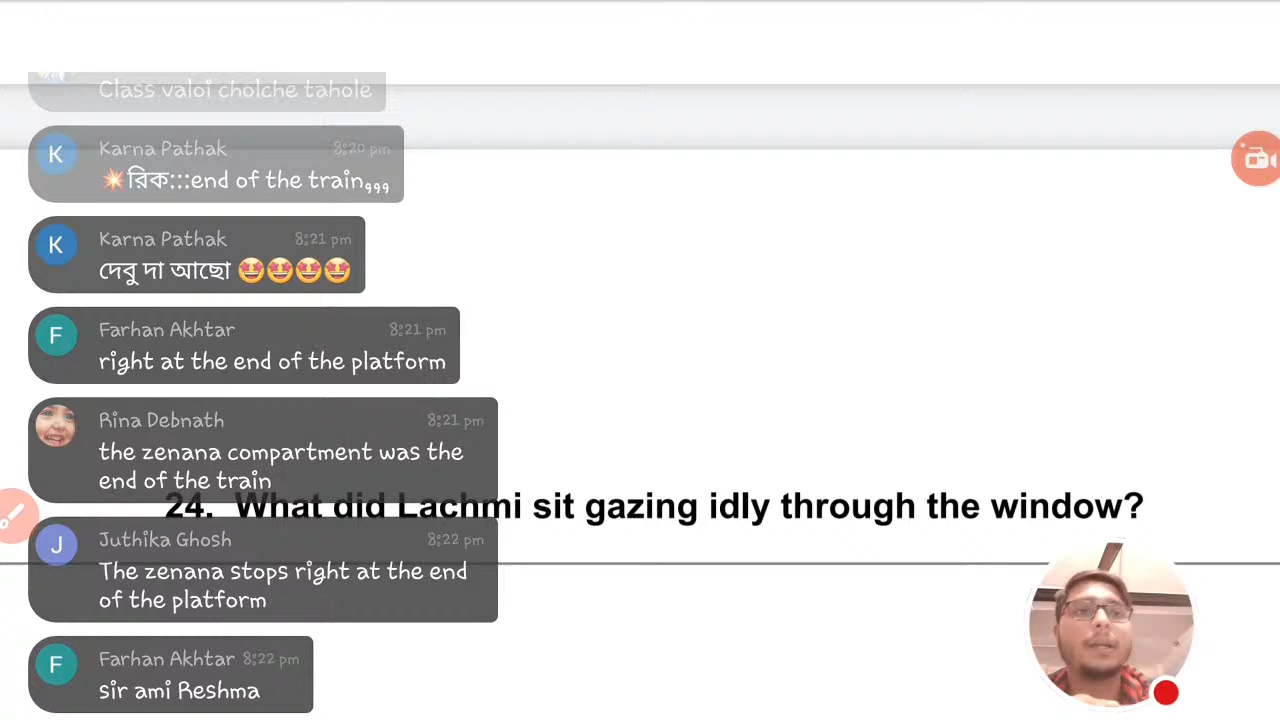 Class valoi cholche tahole
K
Karna Pathak 8:20 pm
💥রিক:::end of the train,,,
K
Karna Pathak 8:21 pm
দেবু দা আছো 🤩🤩🤩🤩
F
Farhan Akhtar 8:21 pm
right at the end of the platform
Rina Debnath 8:21 pm
the zenana compartment was the
end of the train
24. What did Lachmi sit gazing idly through the window?
J
Juthika Ghosh 8:22 pm
The zenana stops right at the end
of the platform
F
Farhan Akhtar 8:22 pm
sir ami Reshma